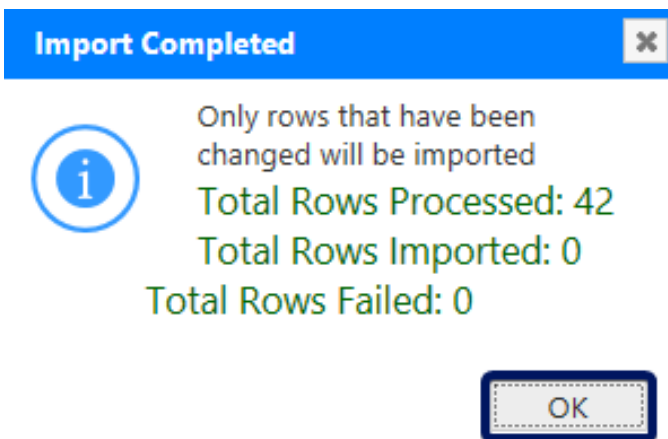 Import Completed
Only rows that have been
changed will be imported
Total Rows Processed: 42
Total Rows Imported: 0
Total Rows Failed: 0
OK